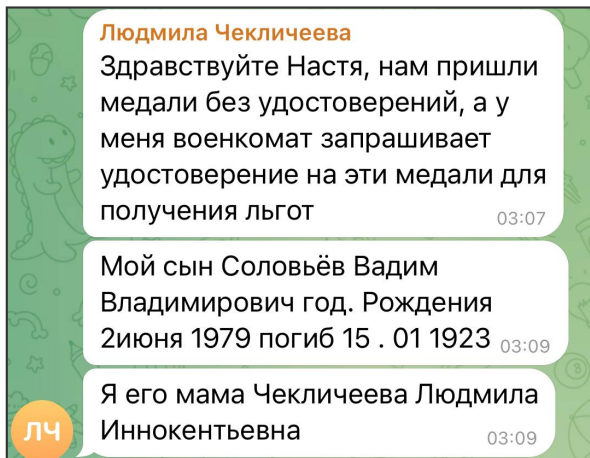 Людмила Чекличеева
Здравствуйте Настя, нам пришли
медали без удостоверений, а у
меня военкомат запрашивает
удостоверение на эти медали для
получения льгот
03:07
Мой сын Соловьёв Вадим
Владимирович год. Рождения
2июня 1979 погиб 15 . 01 1923
03:09
Я его мама Чекличеева Людмила
Иннокентьевна
03:09
ЛЧ